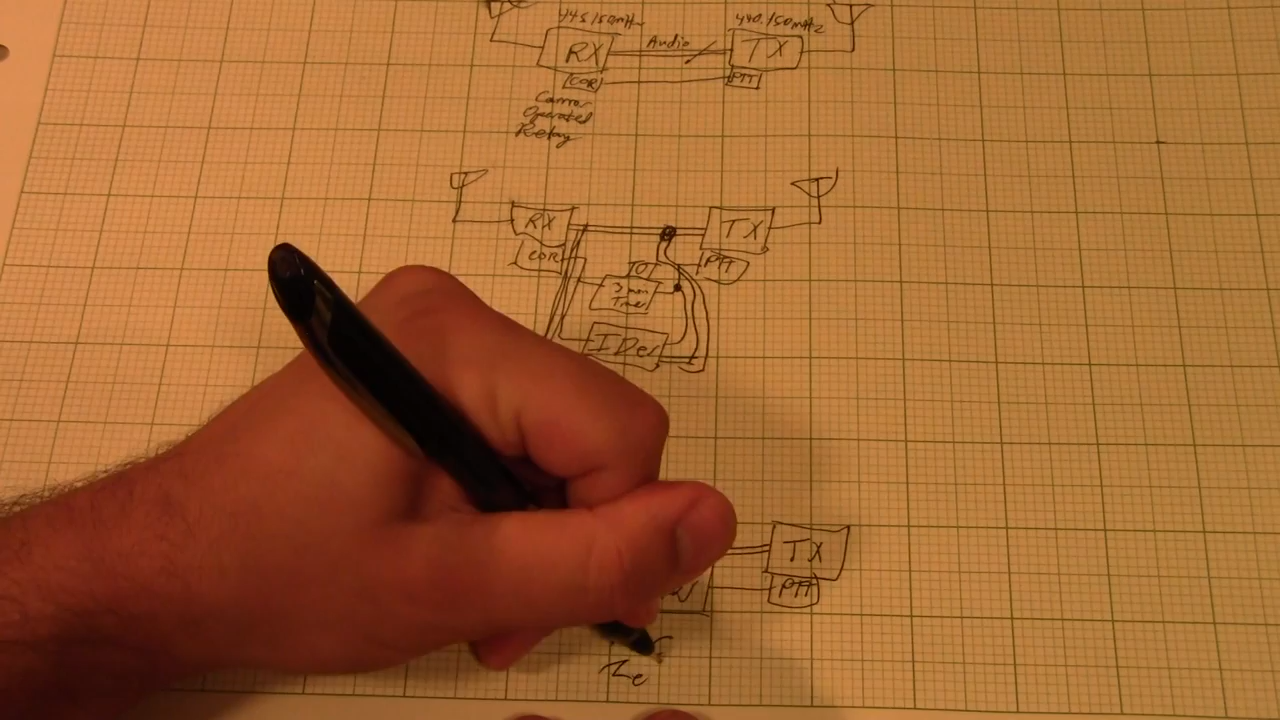 445.150MHz 440.150MHz
RX Audio TX
COR PTT
Carrier
Operated
Relay
RX TX
COR TOT PTT
3 min
Timer
IDer
TX
PTT